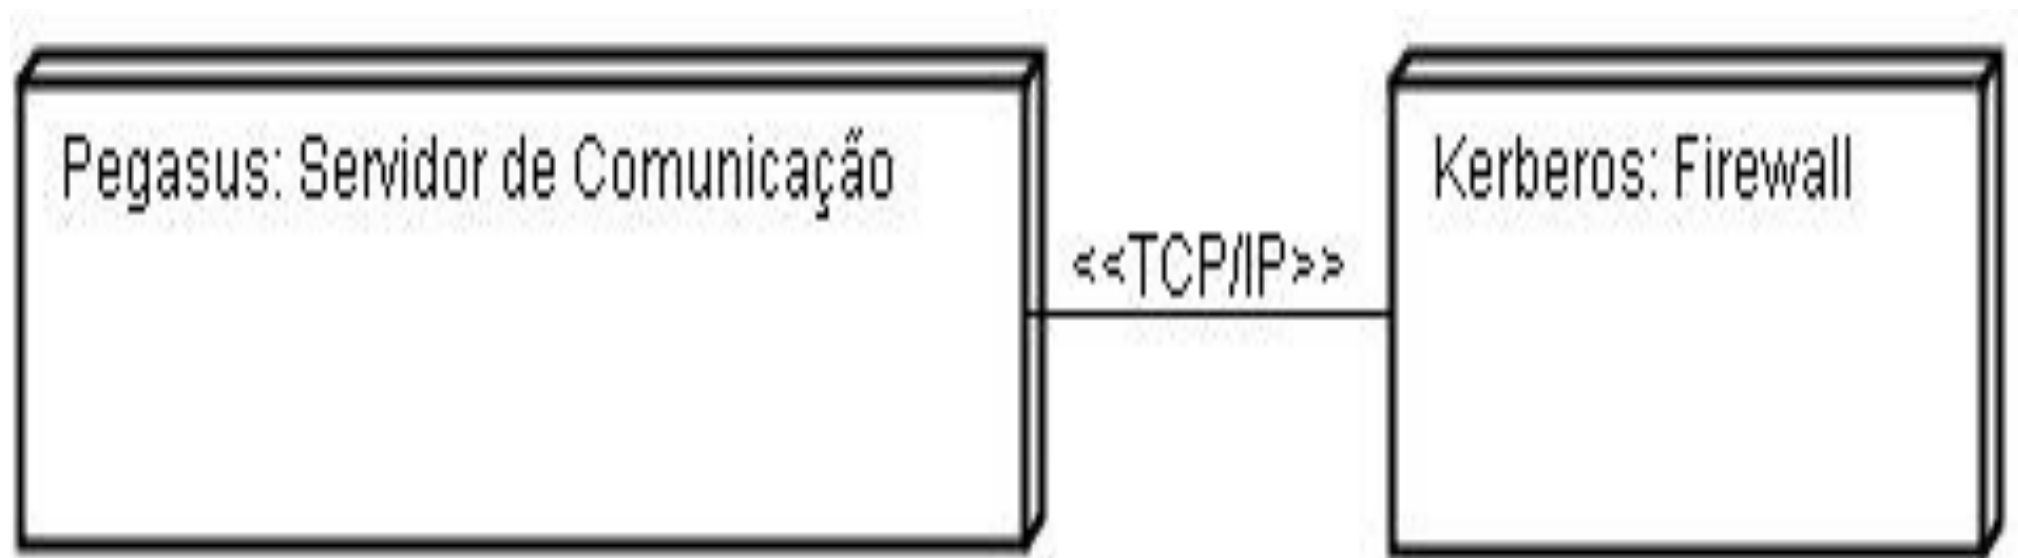 Pegasus: Servidor de Comunicação
Kerberos: Firewall
<<TCP/IP>>